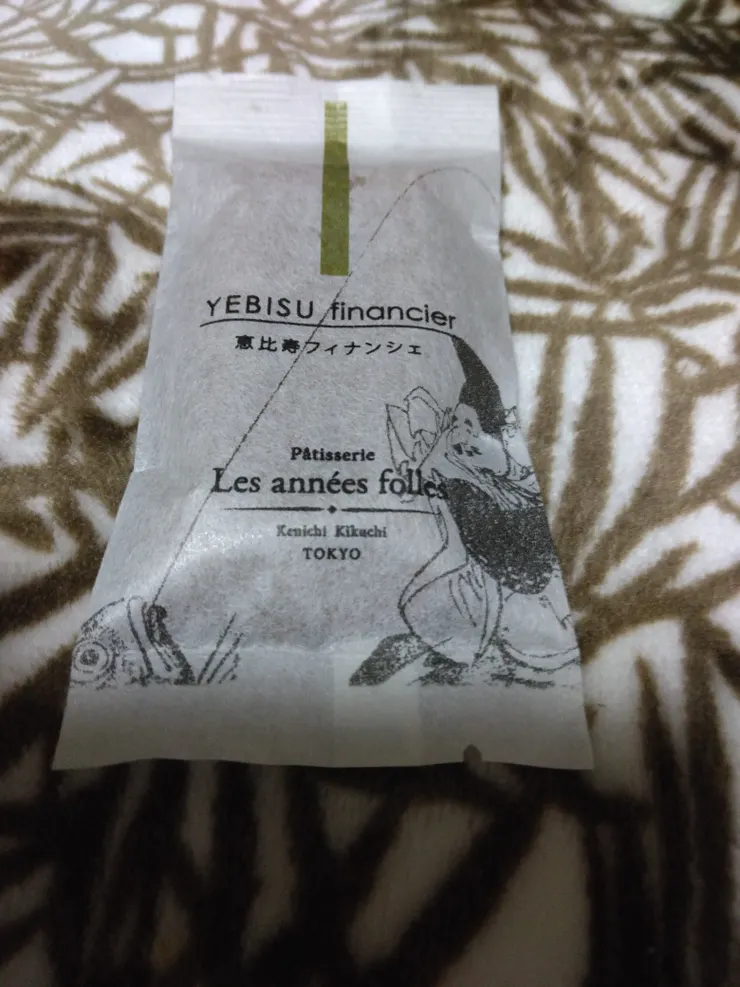 YEBISU financier
恵比寿フィナンシェ
Pâtisserie
Les années folles
Kenichi Kikuchi
TOKYO